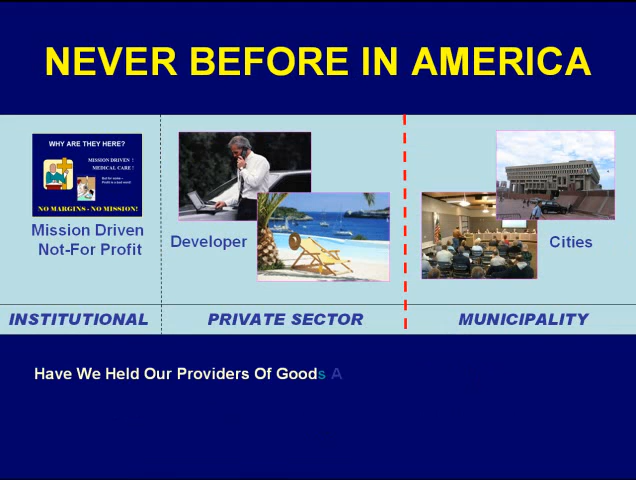 NEVER BEFORE IN AMERICA
WHY ARE THEY HERE?
MISSION DRIVEN !
MEDICAL CARE !
NO MARGINS - NO MISSION!
Mission Driven
Not-For Profit
Developer
Cities
INSTITUTIONAL
PRIVATE SECTOR
MUNICIPALITY
Have We Held Our Providers Of Goods A